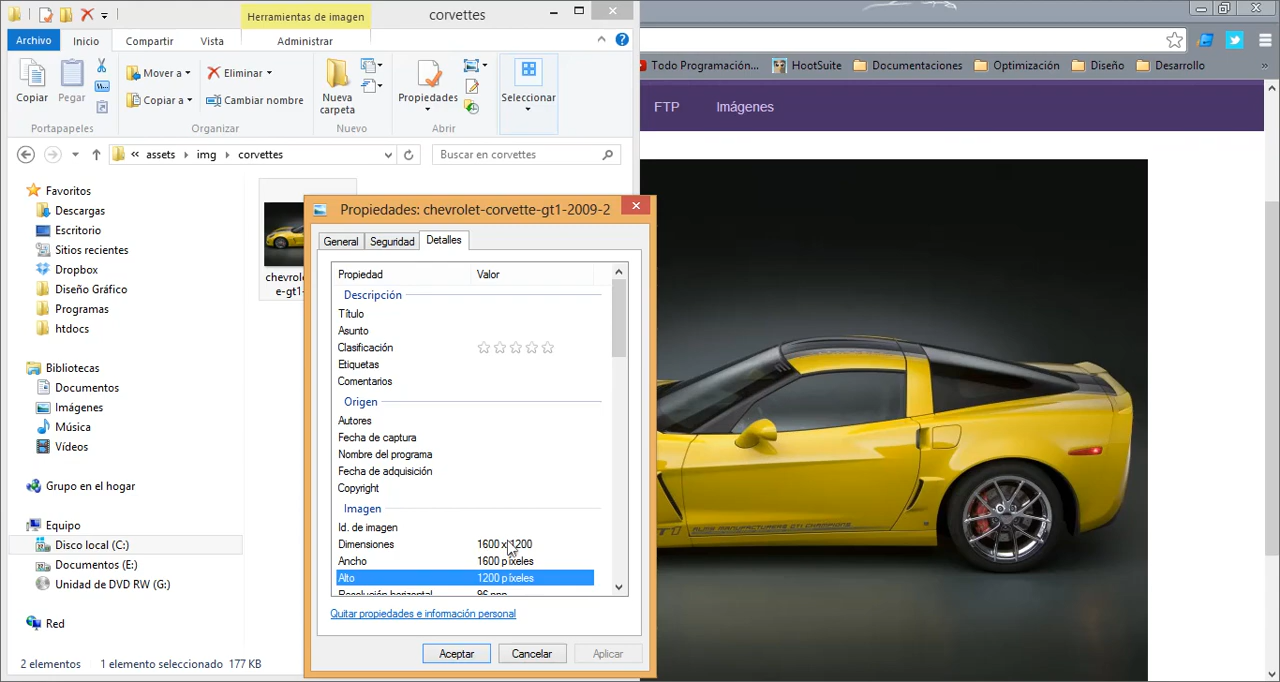 Herramientas de imagen
corvettes
Archivo Inicio Compartir Vista Administrar
Copiar Pegar Mover a Copiar a Eliminar Cambiar nombre Nueva carpeta Propiedades Seleccionar
Portapapeles Organizar Nuevo Abrir
« assets img corvettes Buscar en corvettes
Favoritos
Descargas
Escritorio
Sitios recientes
Dropbox
Diseño Gráfico
Programas
htdocs
Bibliotecas
Documentos
Imágenes
Música
Vídeos
Grupo en el hogar
Equipo
Disco local (C:)
Documentos (E:)
Unidad de DVD RW (G:)
Red
2 elementos 1 elemento seleccionado 177 KB
chevrol
e-gt1-
Propiedades: chevrolet-corvette-gt1-2009-2
General Seguridad Detalles
Propiedad Valor
Descripción
Título
Asunto
Clasificación
Etiquetas
Comentarios
Origen
Autores
Fecha de captura
Nombre del programa
Fecha de adquisición
Copyright
Imagen
Id. de imagen
Dimensiones 1600 x 1200
Ancho 1600 píxeles
Alto 1200 píxeles
Resolución horizontal 96 ppp
Quitar propiedades e información personal
Aceptar Cancelar Aplicar
Todo Programación... HootSuite Documentaciones Optimización Diseño Desarrollo »
FTP Imágenes